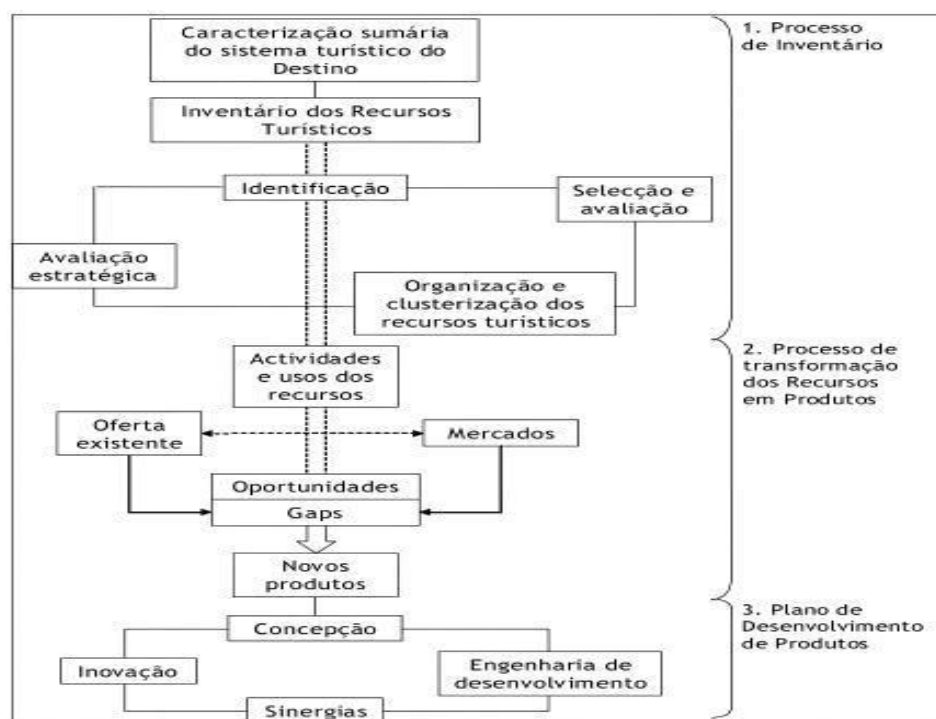 Caracterização sumária
do sistema turístico do
Destino
1. Processo
de Inventário
Inventário dos Recursos
Turísticos
Identificação
Selecção e
avaliação
Avaliação
estratégica
Organização e
clusterização dos
recursos turísticos
2. Processo de
transformação
dos Recursos
em Produtos
Actividades
e usos dos
recursos
Oferta
existente
Mercados
Oportunidades
Gaps
Novos
produtos
3. Plano de
Desenvolvimento
de Produtos
Concepção
Inovação
Engenharia de
desenvolvimento
Sinergias